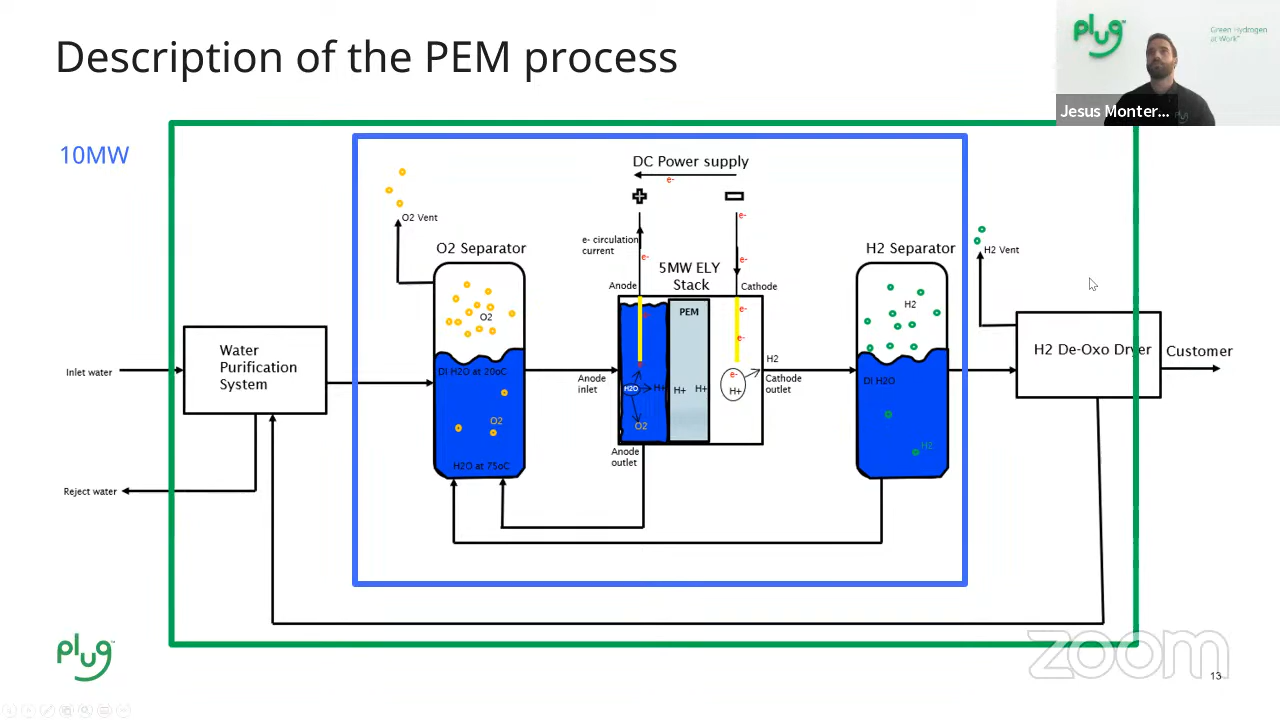 Description of the PEM process
plug
Green Hydrogen
at Work™
Jesus Monter...
10MW
DC Power supply
e-
O2 Vent
e- circulation
current
e-
e-
e-
O2 Separator
5MW ELY
Stack
Anode
Cathode
H2 Separator
H2 Vent
O2
PEM
e-
e-
e-
H2
Water
Purification
System
Inlet water
DI H2O at 20oC
O2
H2O at 75oC
Anode
inlet
e-
H2O
H+
H+
H+
e-
H+
O2
H2
Cathode
outlet
Anode
outlet
DI H2O
H2
H2 De-Oxo Dryer
Customer
Reject water
plug™
zoom
13